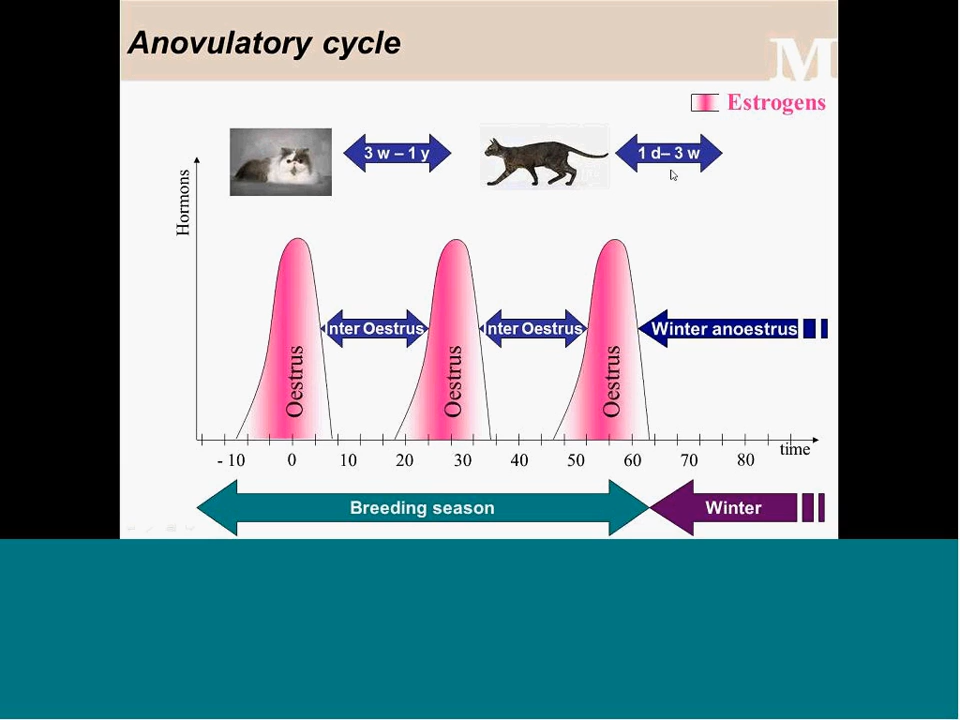 Anovulatory cycle
M
Estrogens
3 w – 1 y
1 d– 3 w
Hormons
nter Oestrus
nter Oestrus
Winter anoestrus
Oestrus
Oestrus
Oestrus
time
- 10 0 10 20 30 40 50 60 70 80
Breeding season
Winter